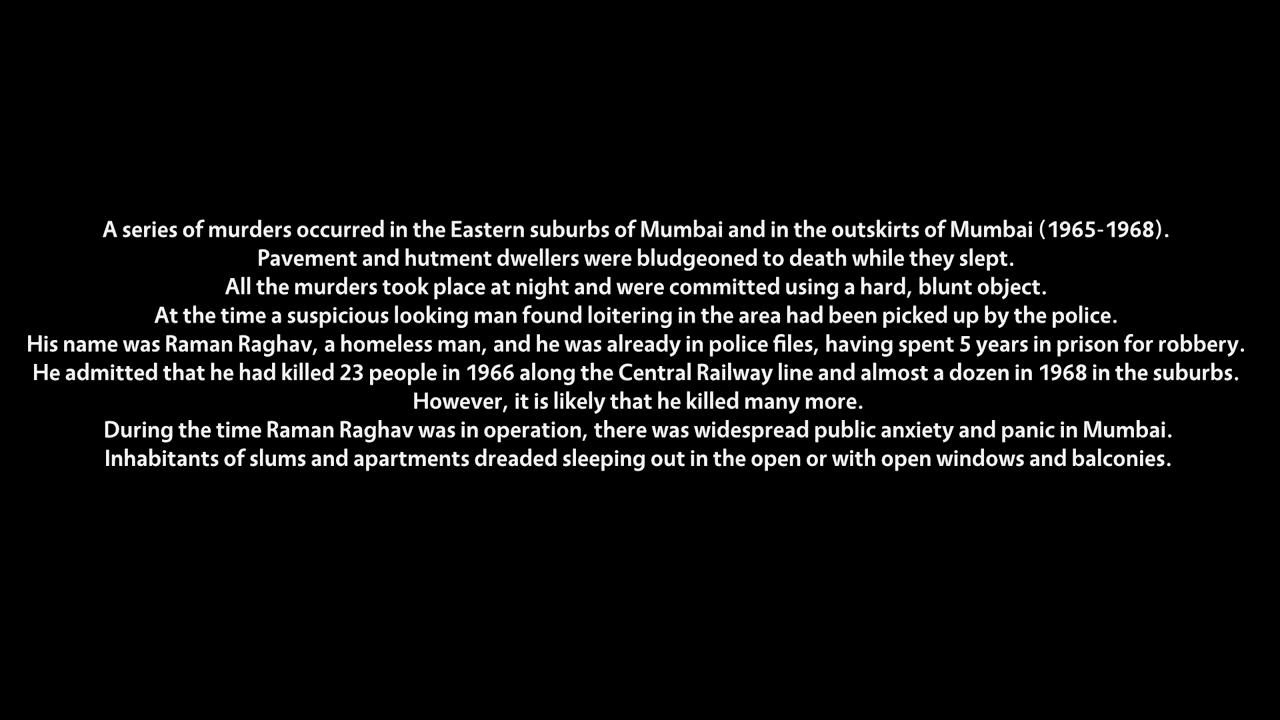 A series of murders occurred in the Eastern suburbs of Mumbai and in the outskirts of Mumbai (1965-1968).
Pavement and hutment dwellers were bludgeoned to death while they slept.
All the murders took place at night and were committed using a hard, blunt object.
At the time a suspicious looking man found loitering in the area had been picked up by the police.
His name was Raman Raghav, a homeless man, and he was already in police files, having spent 5 years in prison for robbery.
He admitted that he had killed 23 people in 1966 along the Central Railway line and almost a dozen in 1968 in the suburbs.
However, it is likely that he killed many more.
During the time Raman Raghav was in operation, there was widespread public anxiety and panic in Mumbai.
Inhabitants of slums and apartments dreaded sleeping out in the open or with open windows and balconies.